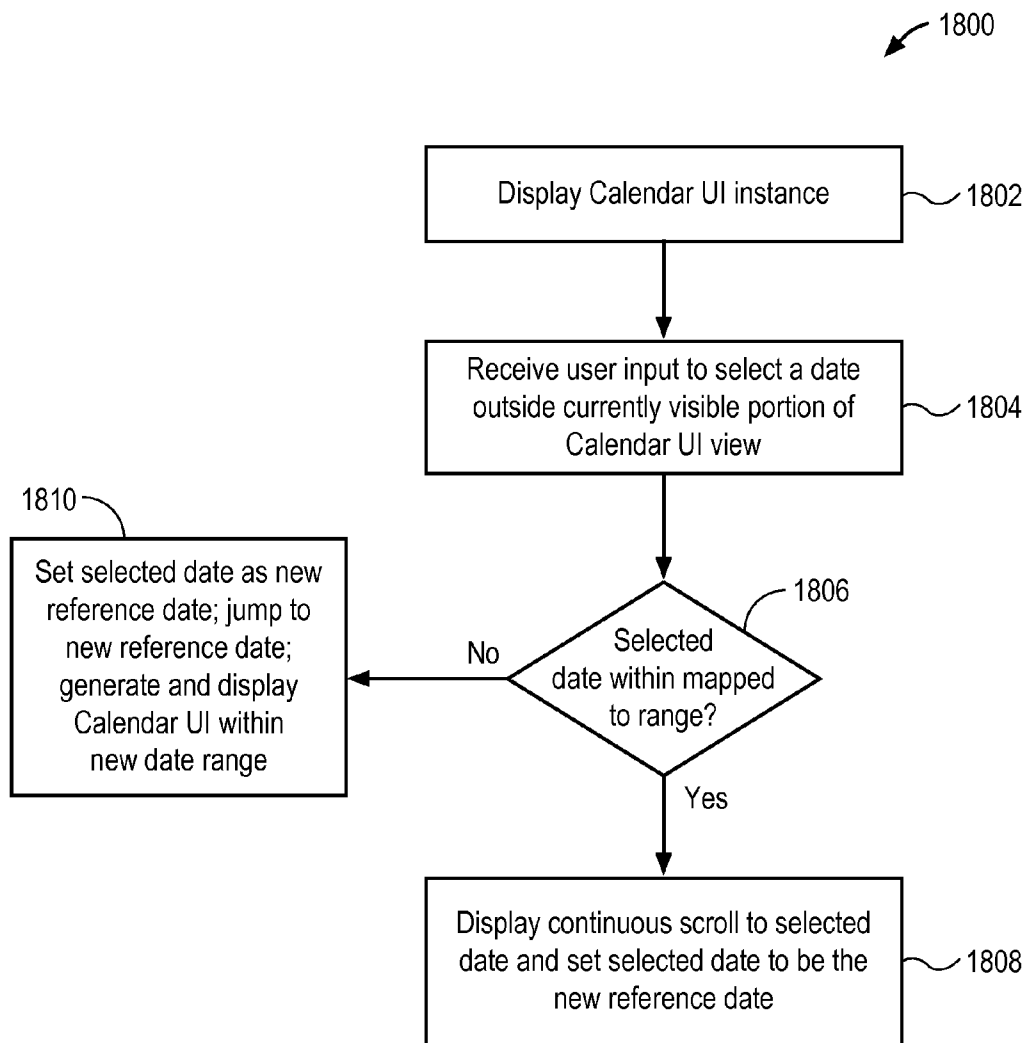 1800
Display Calendar UI instance
1802
Receive user input to select a date
outside currently visible portion of
Calendar UI view
1804
1810
Set selected date as new
reference date; jump to
new reference date;
generate and display
Calendar UI within
new date range
1806
Selected
date within mapped
to range?
No
Yes
Display continuous scroll to selected
date and set selected date to be the
new reference date
1808